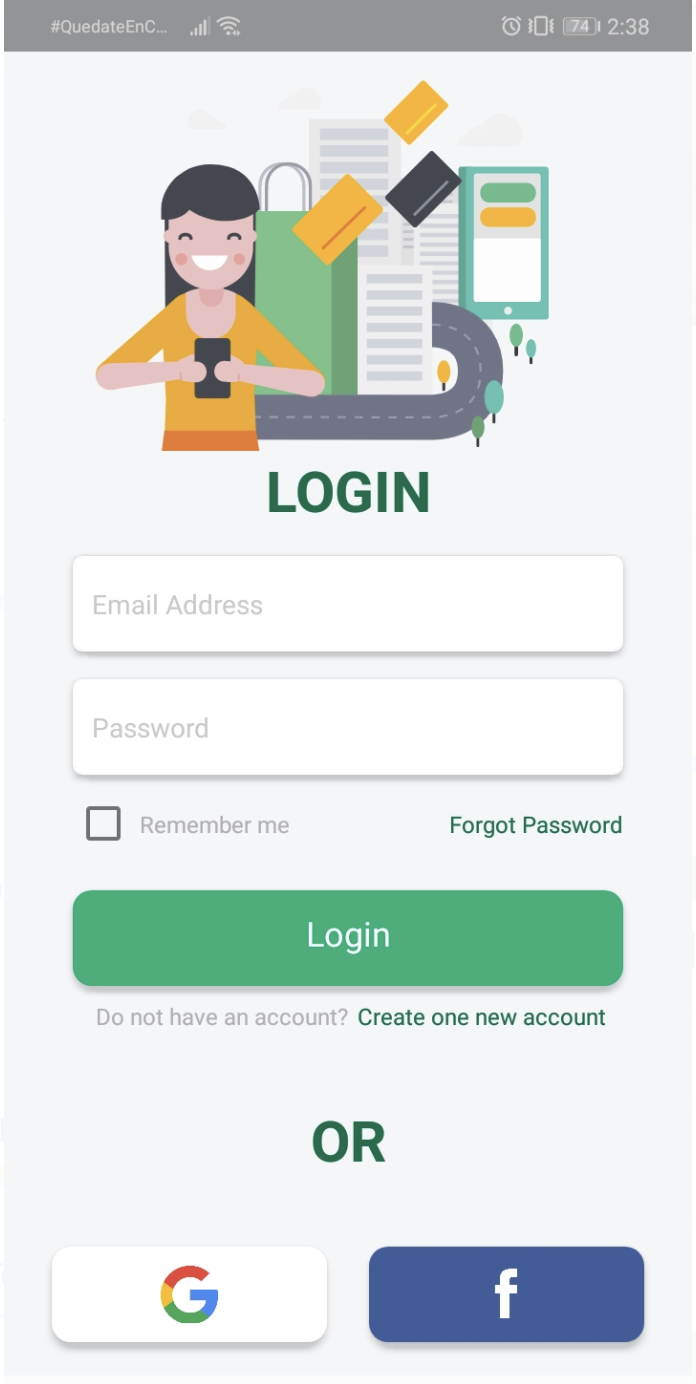 #QuedateEnC... 74 2:38
LOGIN
Email Address
Password
Remember me Forgot Password
Login
Do not have an account? Create one new account
OR
G f